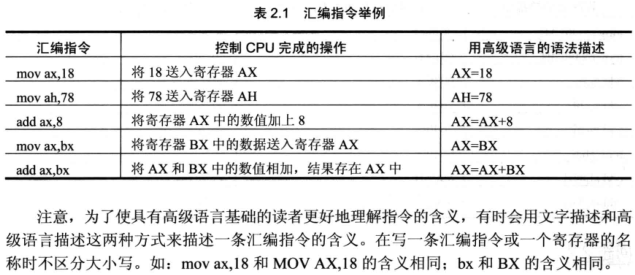 表 2.1 汇编指令举例
汇编指令 控制 CPU 完成的操作 用高级语言的语法描述
mov ax,18 将 18 送入寄存器 AX AX=18
mov ah,78 将 78 送入寄存器 AH AH=78
add ax,8 将寄存器 AX 中的数值加上 8 AX=AX+8
mov ax,bx 将寄存器 BX 中的数据送入寄存器 AX AX=BX
add ax,bx 将 AX 和 BX 中的数值相加，结果存在 AX 中 AX=AX+BX
注意，为了使具有高级语言基础的读者更好地理解指令的含义，有时会用文字描述和高
级语言描述这两种方式来描述一条汇编指令的含义。在写一条汇编指令或一个寄存器的名
称时不区分大小写。如：mov ax,18 和 MOV AX,18 的含义相同；bx 和 BX 的含义相同。